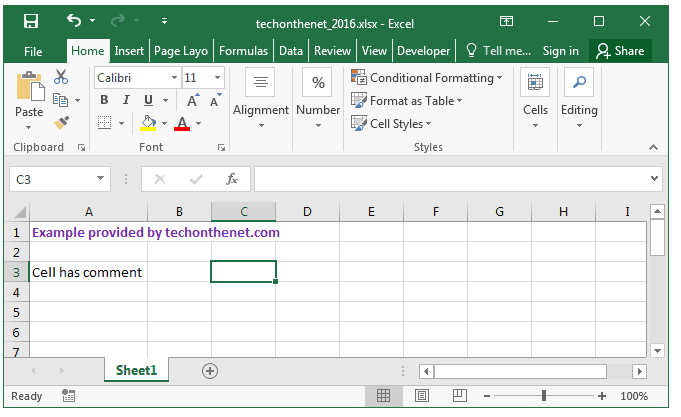 techonthenet_2016.xlsx - Excel
File Home Insert Page Layo Formulas Data Review View Developer Tell me... Sign in Share
Paste
Clipboard
Calibri 11
B I U A A
A
Font
Alignment
Number
Conditional Formatting
Format as Table
Cell Styles
Styles
Cells
Editing
C3 fx
A B C D E F G H I
1 Example provided by techonthenet.com
2
3 Cell has comment
4
5
6
7
Sheet1
Ready 100%